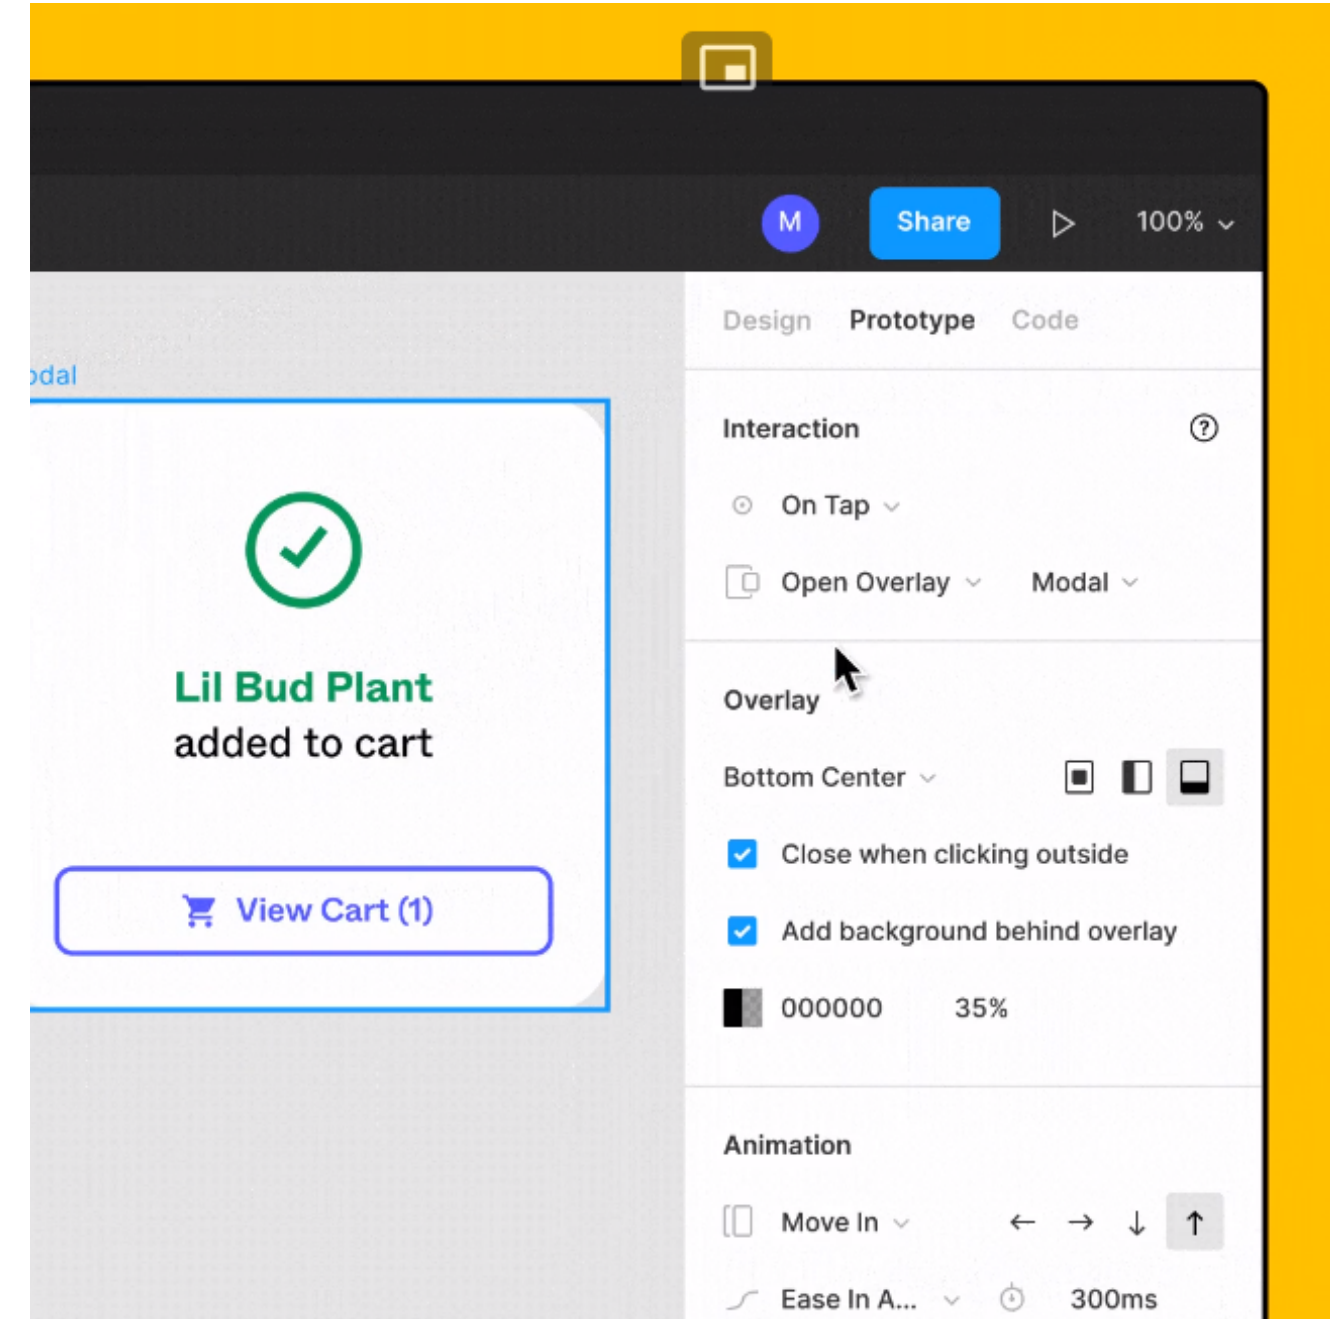 M Share 100%
Design Prototype Code
odal
Interaction
On Tap
Open Overlay Modal
Lil Bud Plant
added to cart
View Cart (1)
Overlay
Bottom Center
Close when clicking outside
Add background behind overlay
000000 35%
Animation
Move In
Ease In A... 300ms